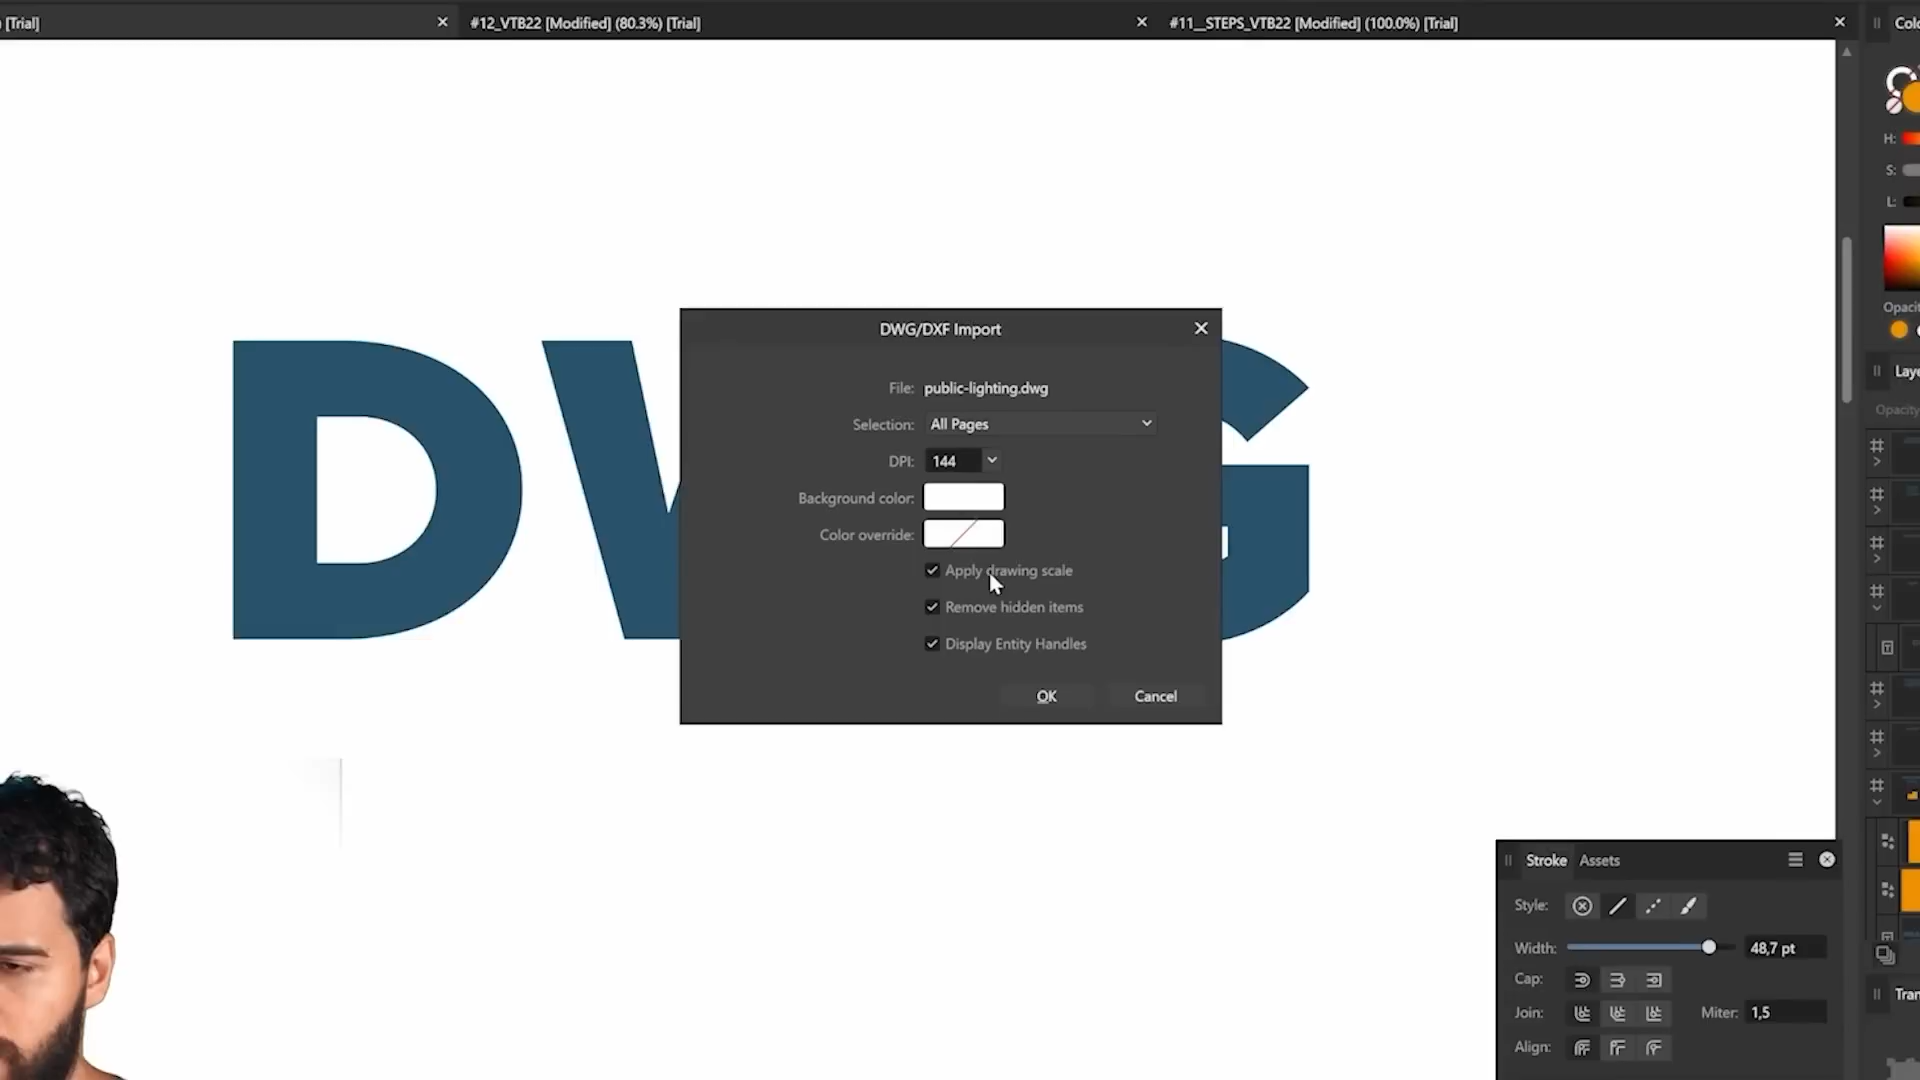 [Trial]
#12_VTB22 [Modified] (80.3%) [Trial]
#11__STEPS_VTB22 [Modified] (100.0%) [Trial]
Colo
H:
S:
L:
Opacit
Laye
Opacity
DWG
DWG/DXF Import
File: public-lighting.dwg
Selection: All Pages
DPI: 144
Background color:
Color override:
Apply drawing scale
Remove hidden items
Display Entity Handles
OK Cancel
Stroke Assets
Style:
Width: 48,7 pt
Cap:
Join: Miter: 1,5
Align:
Tran